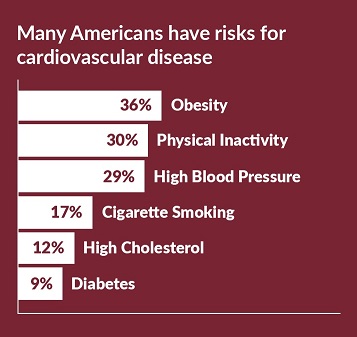 Many Americans have risks for
cardiovascular disease
36% Obesity
30% Physical Inactivity
29% High Blood Pressure
17% Cigarette Smoking
12% High Cholesterol
9% Diabetes